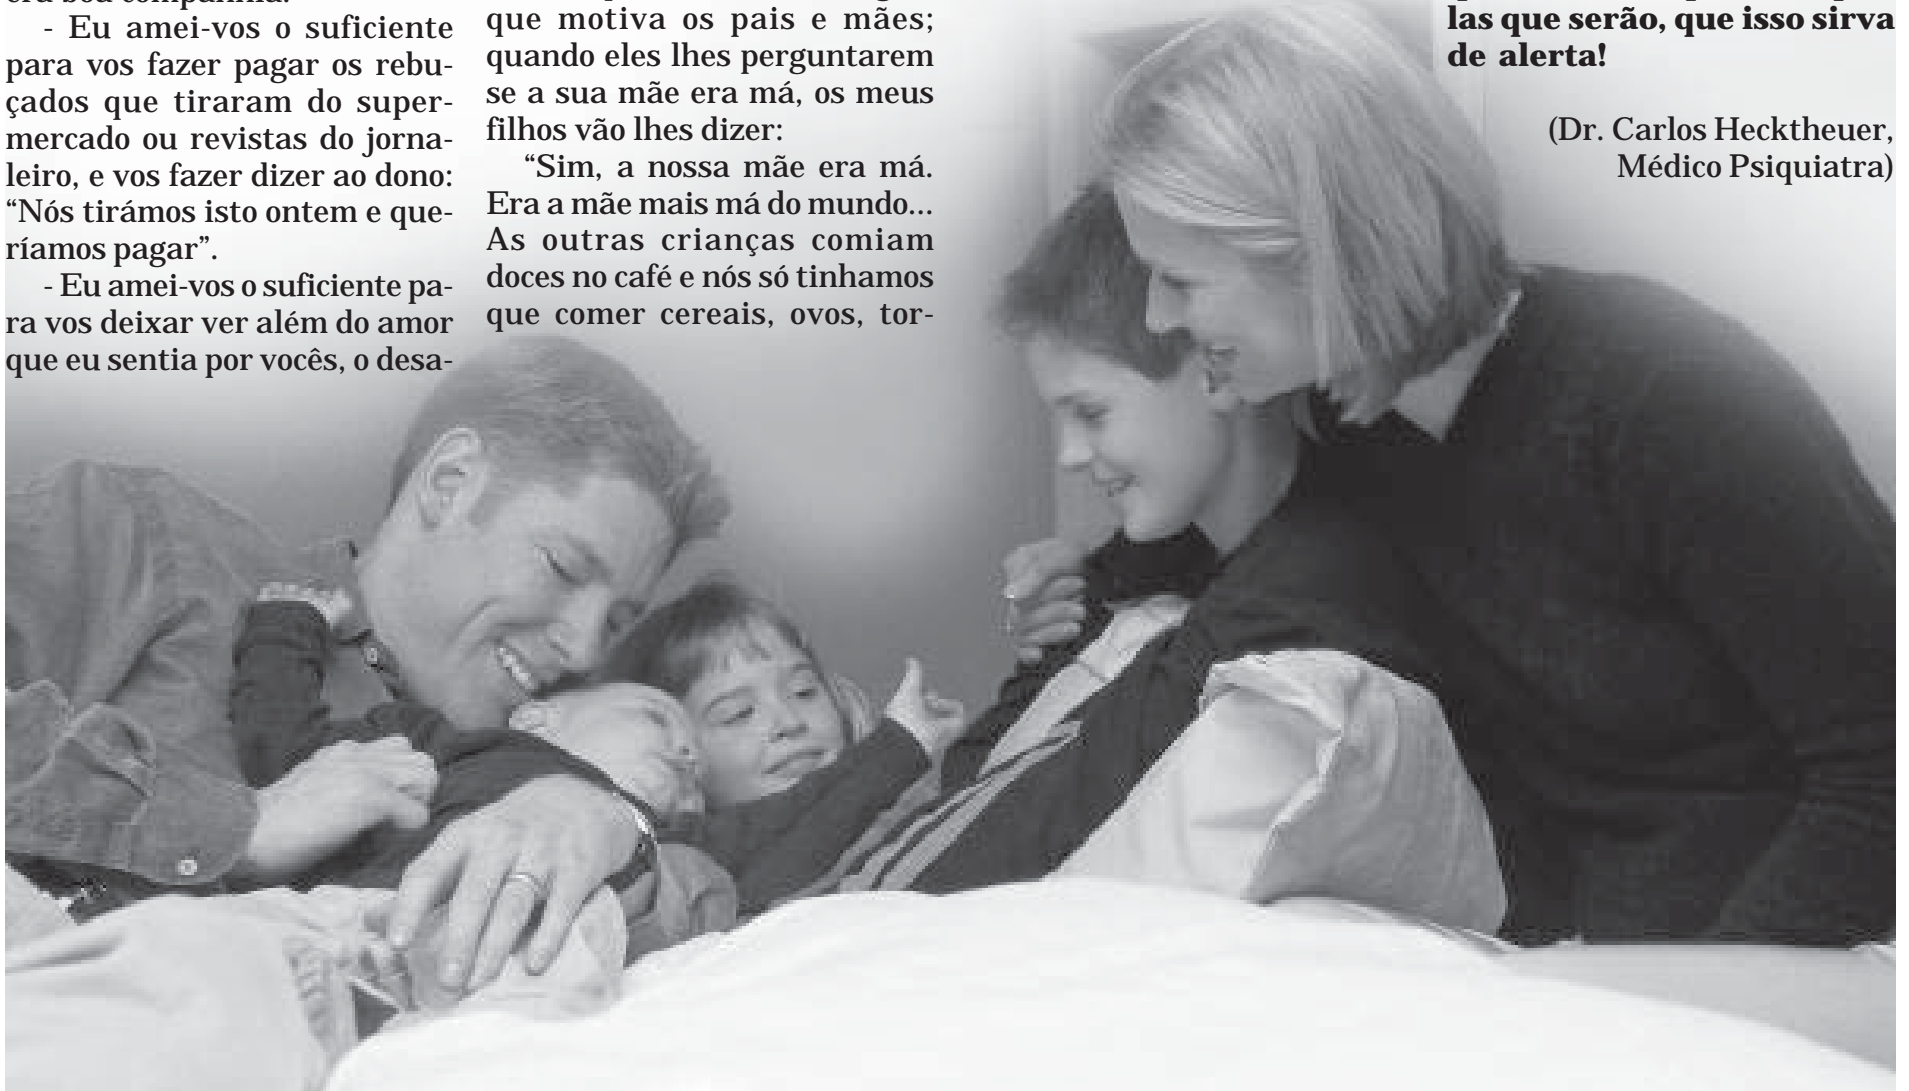 - Eu amei-vos o suficiente
para vos fazer pagar os rebu-
çados que tiraram do super-
mercado ou revistas do jorna-
leiro, e vos fazer dizer ao dono:
“Nós tirámos isto ontem e que-
ríamos pagar”.
- Eu amei-vos o suficiente pa-
ra vos deixar ver além do amor
que eu sentia por vocês, o desa-
que motiva os pais e mães;
quando eles lhes perguntarem
se a sua mãe era má, os meus
filhos vão lhes dizer:
“Sim, a nossa mãe era má.
Era a mãe mais má do mundo...
As outras crianças comiam
doces no café e nós só tinhamos
que comer cereais, ovos, tor-
las que serão, que isso sirva
de alerta!
(Dr. Carlos Hecktheuer,
Médico Psiquiatra)